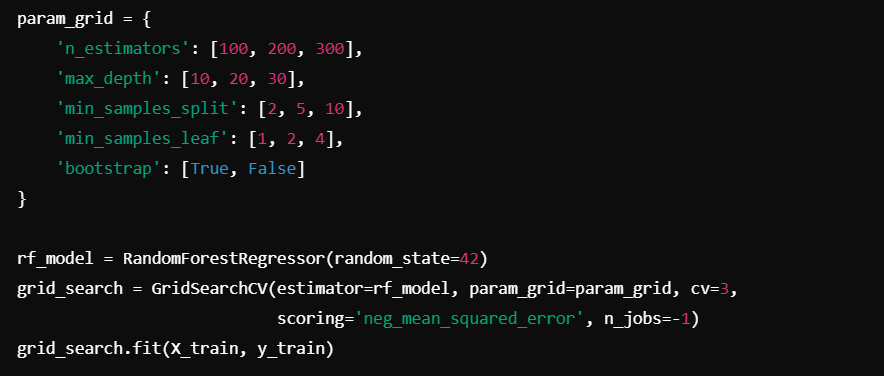 param_grid = {
    'n_estimators': [100, 200, 300],
    'max_depth': [10, 20, 30],
    'min_samples_split': [2, 5, 10],
    'min_samples_leaf': [1, 2, 4],
    'bootstrap': [True, False]
}
rf_model = RandomForestRegressor(random_state=42)
grid_search = GridSearchCV(estimator=rf_model, param_grid=param_grid, cv=3,
                           scoring='neg_mean_squared_error', n_jobs=-1)
grid_search.fit(X_train, y_train)